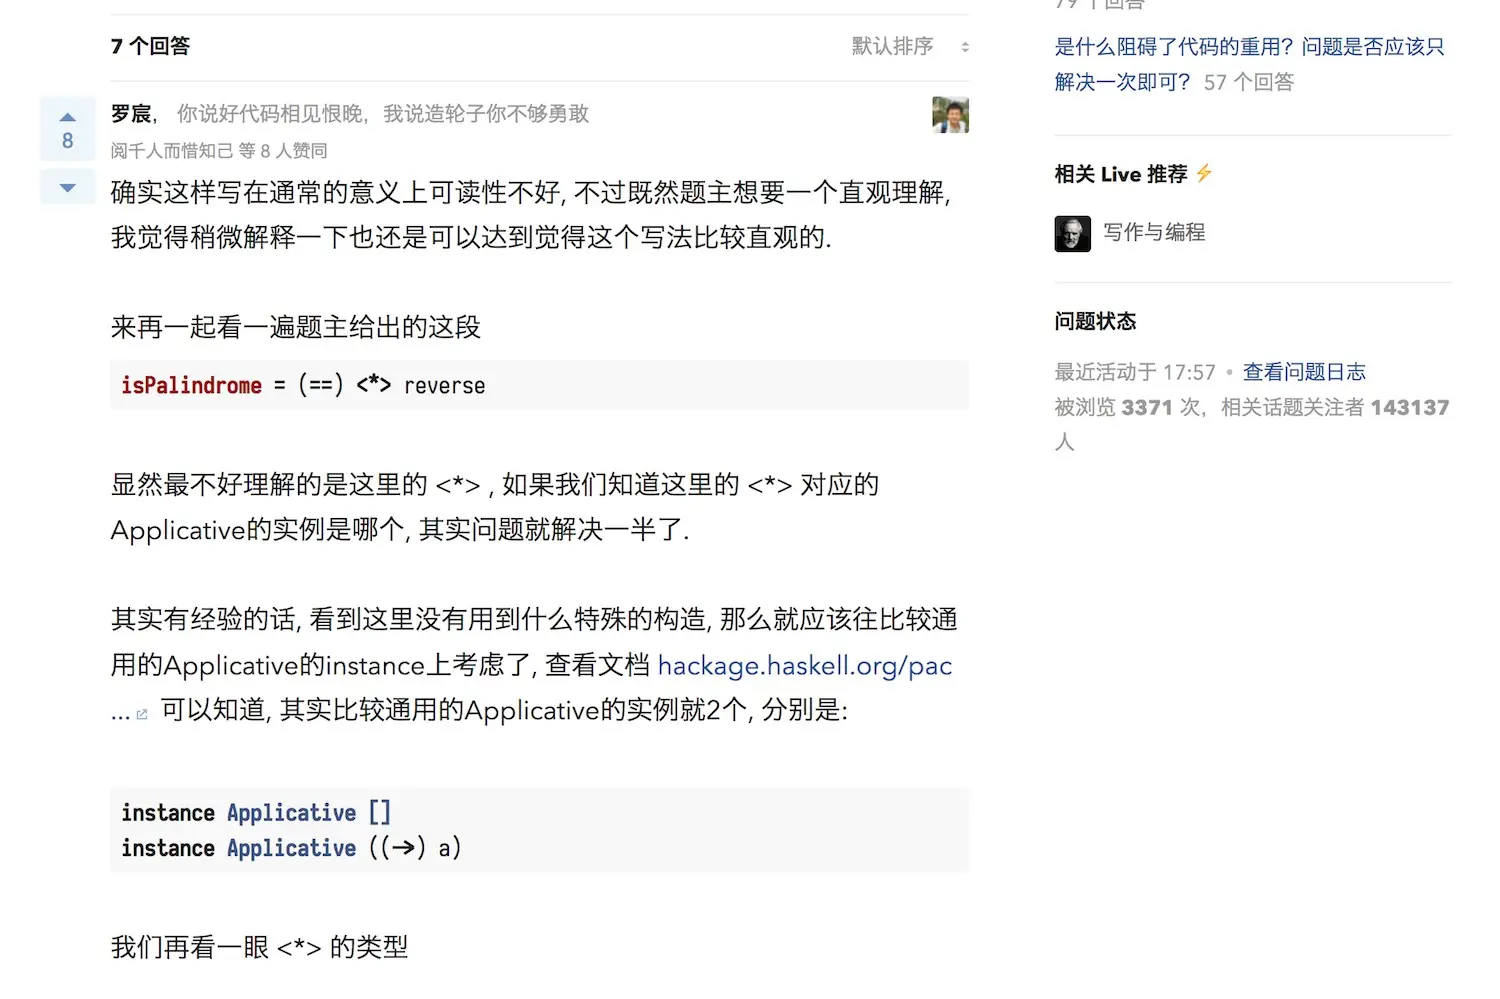 7 个回答
默认排序
8
罗宸， 你说好代码相见恨晚，我说造轮子你不够勇敢
阅千人而惜知己 等 8 人赞同
确实这样写在通常的意义上可读性不好, 不过既然题主想要一个直观理解,
我觉得稍微解释一下也还是可以达到觉得这个写法比较直观的.
来再一起看一遍题主给出的这段
isPalindrome = (==) <*> reverse
显然最不好理解的是这里的 <*> , 如果我们知道这里的 <*> 对应的
Applicative的实例是哪个, 其实问题就解决一半了.
其实有经验的话, 看到这里没有用到什么特殊的构造, 那么就应该往比较通
用的Applicative的instance上考虑了, 查看文档 hackage.haskell.org/pac
... 可以知道, 其实比较通用的Applicative的实例就2个, 分别是:
instance Applicative []
instance Applicative ((->) a)
我们再看一眼 <*> 的类型
79 个回答
是什么阻碍了代码的重用？问题是否应该只
解决一次即可？ 57 个回答
相关 Live 推荐 ⚡
写作与编程
问题状态
最近活动于 17:57 • 查看问题日志
被浏览 3371 次，相关话题关注者 143137
人